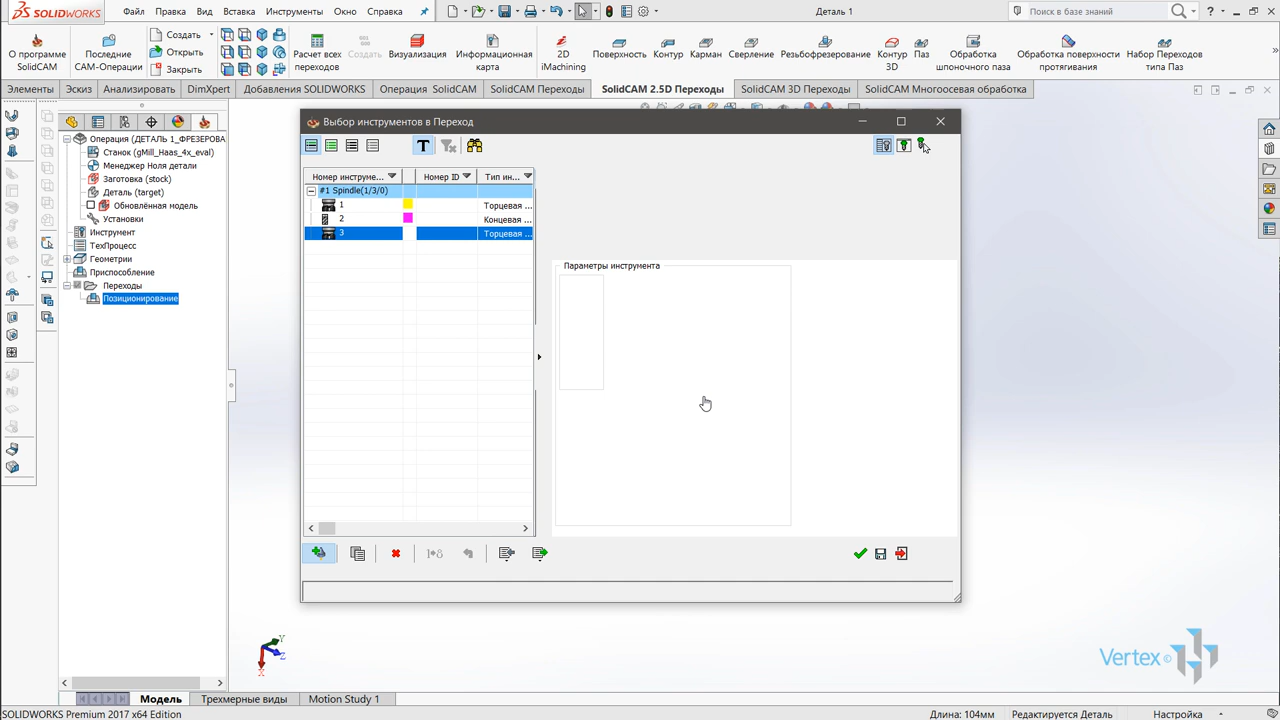 SOLIDWORKS
Файл Правка Вид Вставка Инструменты Окно Справка
Деталь 1
Поиск в базе знаний
?
О программе SolidCAM
Последние CAM-Операции
Создать
Открыть
Закрыть
Расчет всех переходов
Визуализация
Информационная карта
2D iMachining
Поверхность
Контур
Карман
Сверление
Резьбофрезерование
Контур 3D
Паз
Обработка шпоночного паза
Обработка поверхности протягивания
Набор Переходов типа Паз
Элементы Эскиз Анализировать DimXpert Добавления SOLIDWORKS Операция SolidCAM SolidCAM Переходы SolidCAM 2.5D Переходы SolidCAM 3D Переходы SolidCAM Многоосевая обработка
Операция (ДЕТАЛЬ 1_ФРЕЗЕРОВА
Станок (gMill_Haas_4x_eval)
Менеджер Ноля детали
Заготовка (stock)
Деталь (target)
Обновлённая модель
Установки
Инструмент
ТехПроцесс
Геометрии
Приспособление
Переходы
Позиционирование
Выбор инструментов в Переход
T
Номер инструме... Номер ID Тип ин...
#1 Spindle(1/3/0)
1 Торцевая ...
2 Концевая ...
3 Торцевая ...
Параметры инструмента
Y
Z
X
Vertex ©
Модель Трехмерные виды Motion Study 1
SOLIDWORKS Premium 2017 x64 Edition
Длина: 104мм Редактируется Деталь Настройка